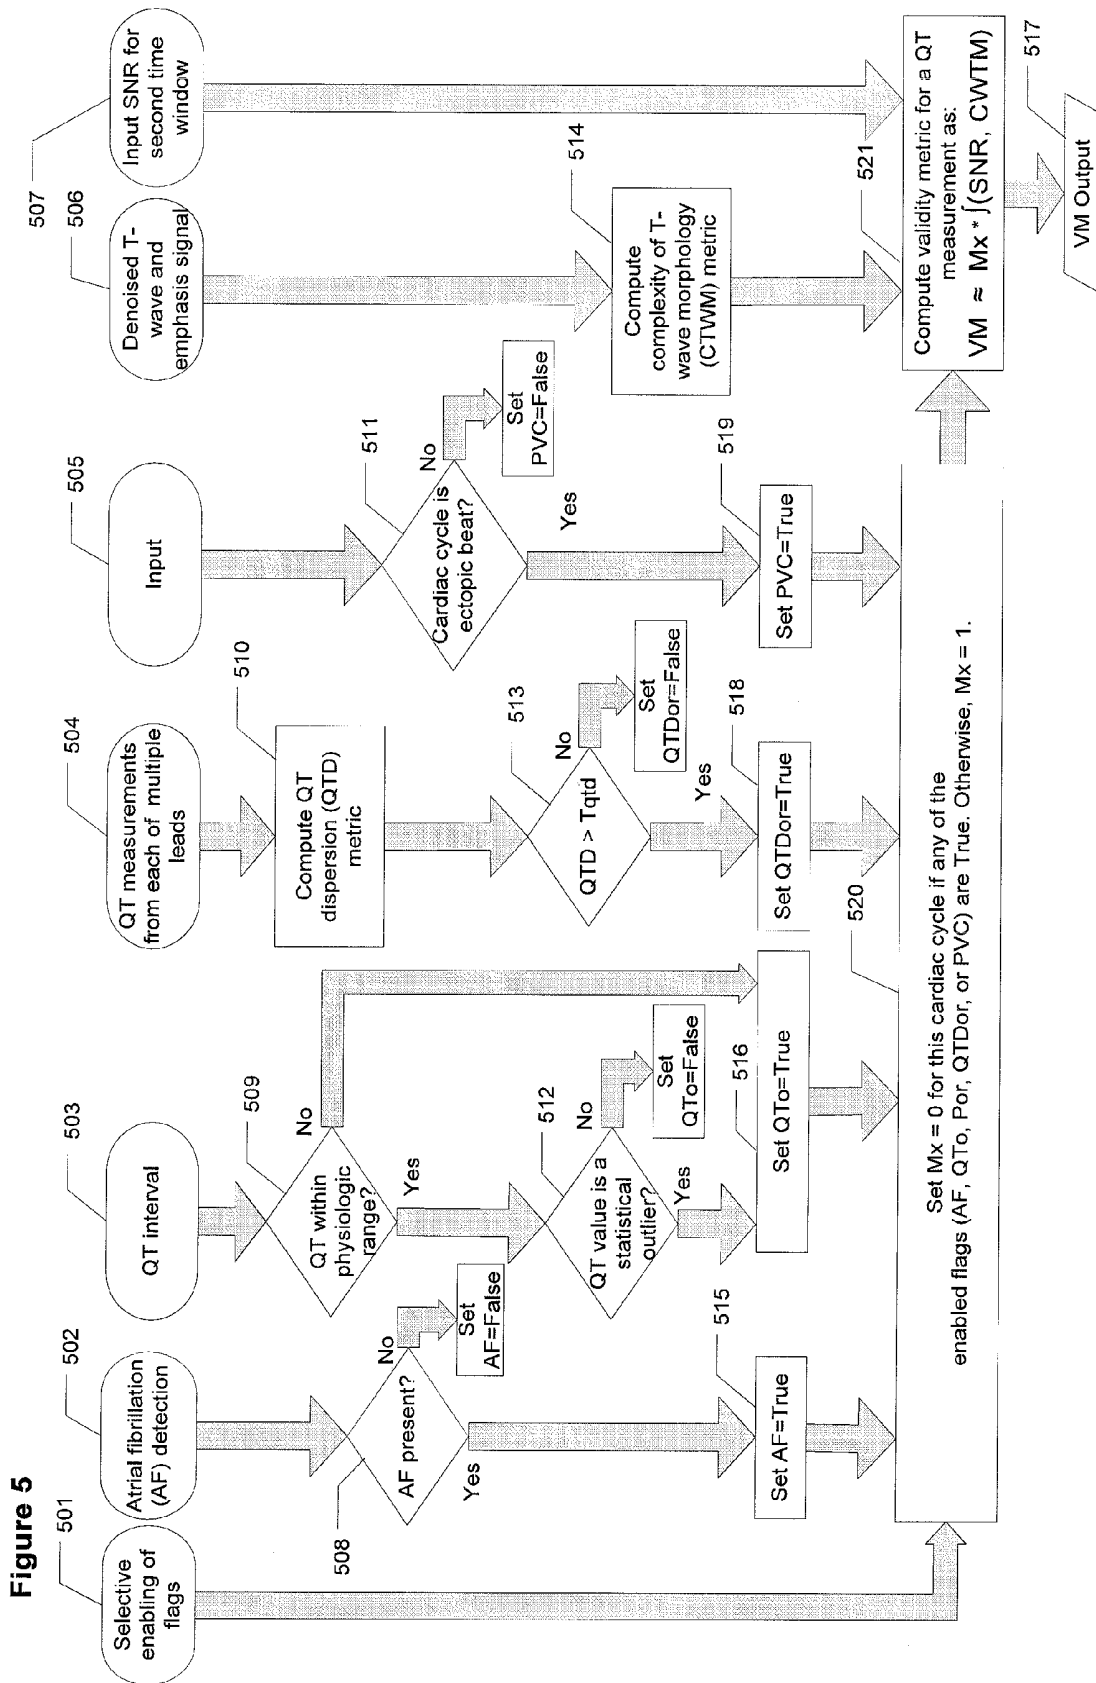 Figure 5
501
Selective
enabling of
flags
502
Atrial fibrillation
(AF) detection
503
QT interval
504
QT measurements
from each of multiple
leads
505
Input
506
Denoised T-
wave and
emphasis signal
507
Input SNR for
second time
window
508
AF present?
No
Set
AF=False
Yes
515
Set AF=True
509
QT within
physiologic
range?
No
Yes
512
QT value is a
statistical
outlier?
No
Set
QTo=False
Yes
516
Set QTo=True
510
Compute QT
dispersion (QTD)
metric
513
QTD > Tqtd
No
Set
QTDor=False
Yes
518
Set QTDor=True
511
Cardiac cycle is
ectopic beat?
No
Set
PVC=False
Yes
519
Set PVC=True
514
Compute
complexity of T-
wave morphology
(CTWM) metric
520
Set Mx = 0 for this cardiac cycle if any of the
enabled flags (AF, QTo, Por, QTDor, or PVC) are True. Otherwise, Mx = 1.
521
Compute validity metric for a QT
measurement as:
VM ≈ Mx * ∫(SNR, CWTM)
517
VM Output